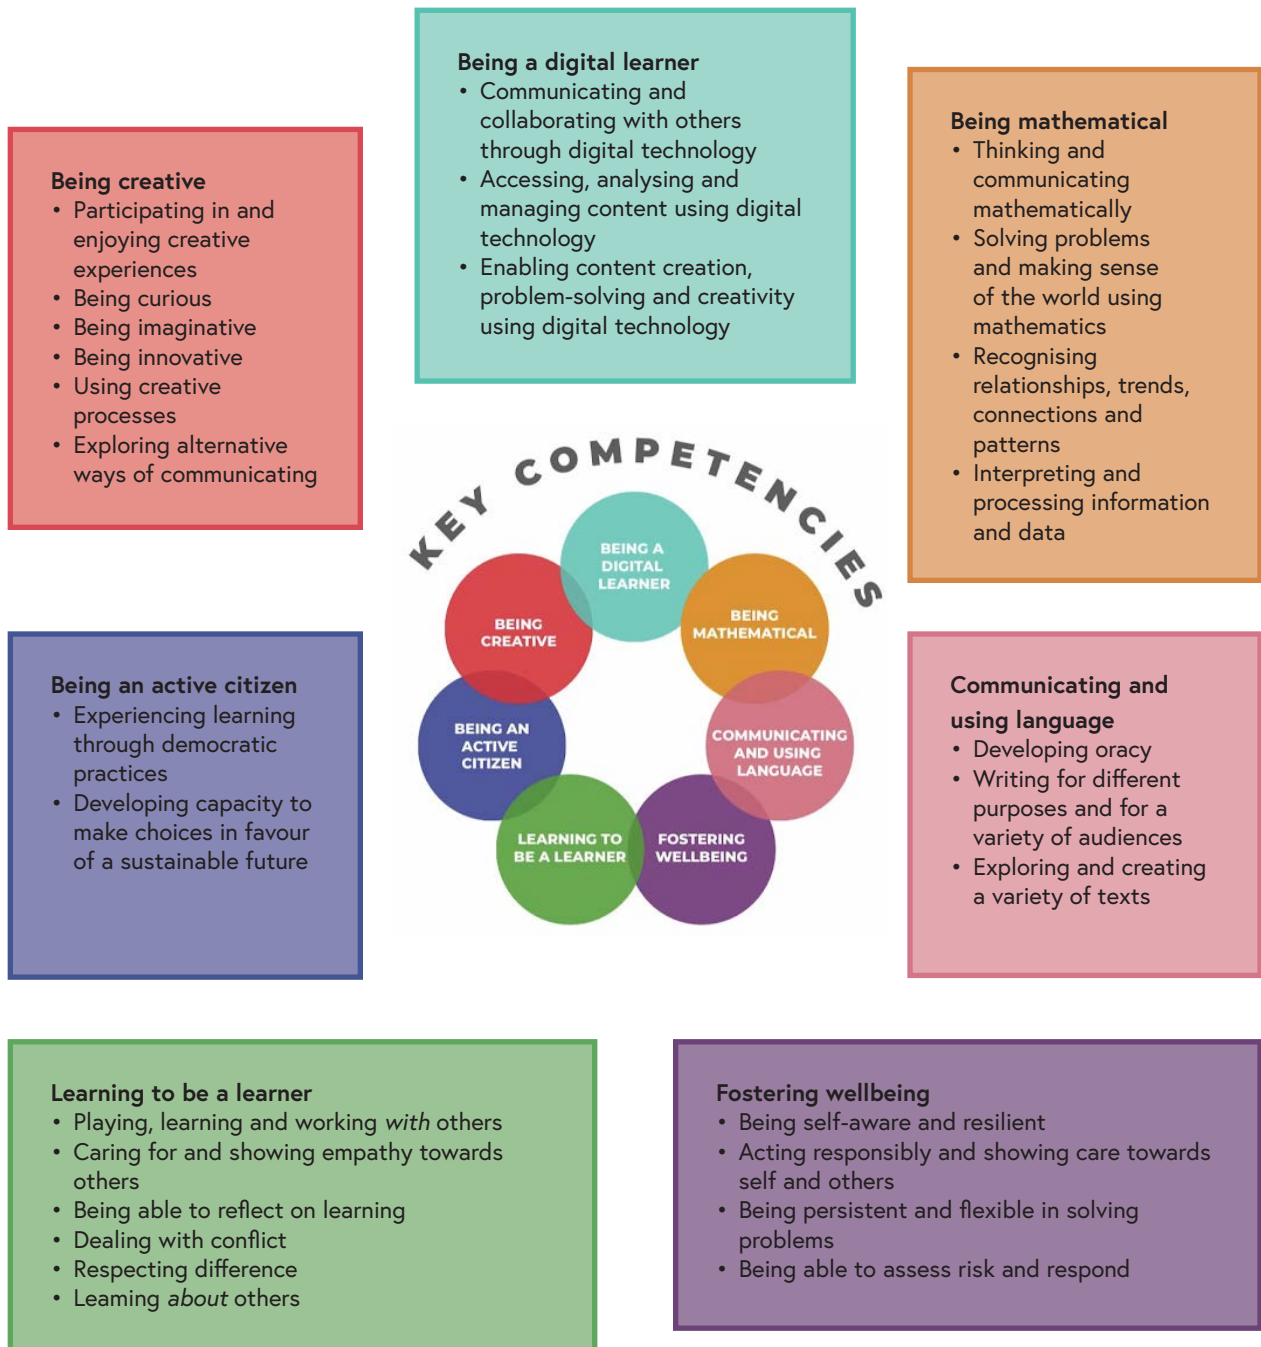 Being a digital learner
• Communicating and
collaborating with others
through digital technology
• Accessing, analysing and
managing content using digital
technology
• Enabling content creation,
problem-solving and creativity
using digital technology
Being mathematical
• Thinking and
communicating
mathematically
• Solving problems
and making sense
of the world using
mathematics
• Recognising
relationships, trends,
connections and
patterns
• Interpreting and
processing information
and data
Being creative
• Participating in and
enjoying creative
experiences
• Being curious
• Being imaginative
• Being innovative
• Using creative
processes
• Exploring alternative
ways of communicating
KEY COMPETENCIES
BEING A
DIGITAL
LEARNER
BEING
MATHEMATICAL
BEING
CREATIVE
COMMUNICATING
AND USING
LANGUAGE
BEING AN
ACTIVE
CITIZEN
LEARNING TO
BE A LEARNER
FOSTERING
WELLBEING
Being an active citizen
• Experiencing learning
through democratic
practices
• Developing capacity to
make choices in favour
of a sustainable future
Communicating and
using language
• Developing oracy
• Writing for different
purposes and for a
variety of audiences
• Exploring and creating
a variety of texts
Learning to be a learner
• Playing, learning and working with others
• Caring for and showing empathy towards
others
• Being able to reflect on learning
• Dealing with conflict
• Respecting difference
• Leaming about others
Fostering wellbeing
• Being self-aware and resilient
• Acting responsibly and showing care towards
self and others
• Being persistent and flexible in solving
problems
• Being able to assess risk and respond